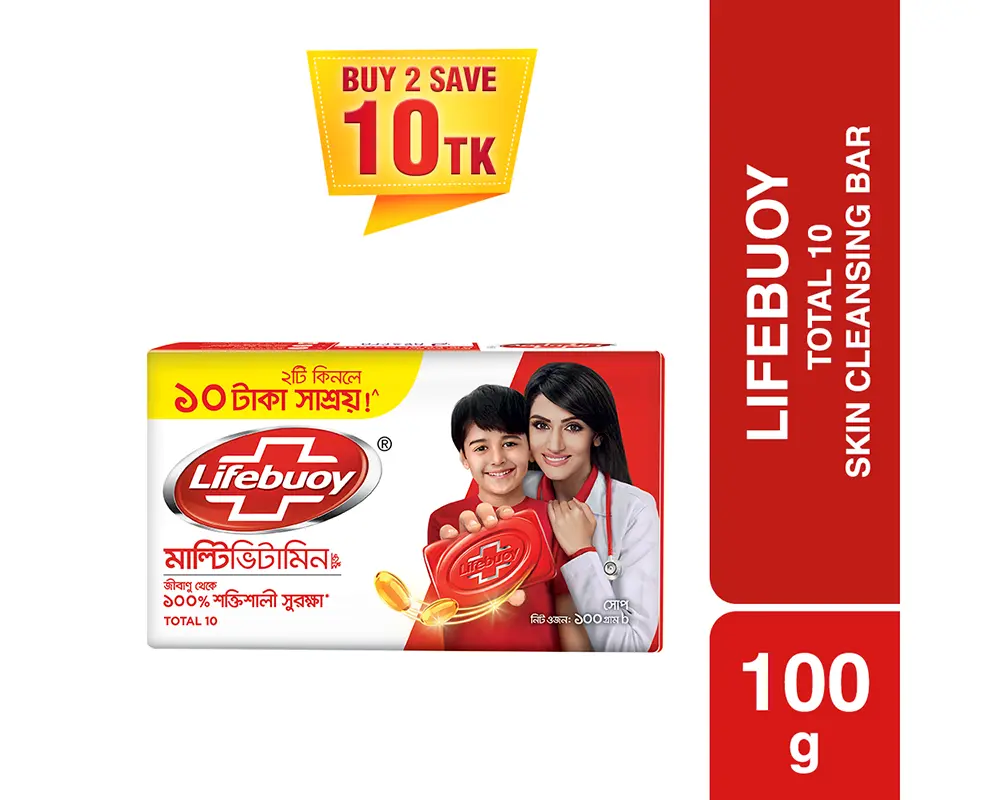 BUY 2 SAVE
10TK
২টি কিনলে
১০ টাকা সাশ্রয়!^
Lifebuoy
®
মাল্টিভিটামিন
জীবাণু থেকে
১০০% শক্তিশালী সুরক্ষা*
TOTAL 10
Lifebuoy
সোপ
নিট ওজন: ১০০ গ্রাম b
LIFEBUOY
TOTAL 10
SKIN CLEANSING BAR
100
g